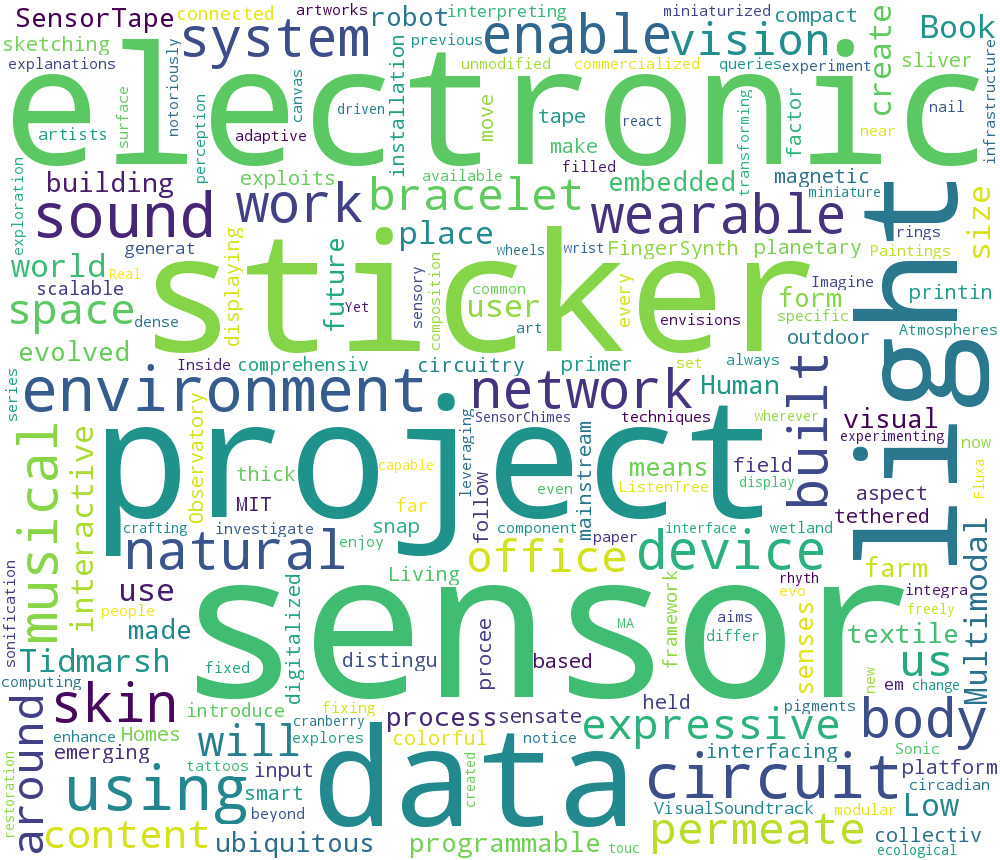 SensorTape
connected
artworks
robot
interpreting
miniaturized
compact
create
Book
sketching
system
previous
enable
vision
sliver
explanations
electronic
notoriously
canvas
installation
unmodified
commercialized
queries
experiment
infrastructure
artists
surface
perception
adaptive
driven
move
tape
react
transforming
factor
near
nail
make
filled
exploration
building
exploits
available
embedded
magnetic
miniature
light
sound
work
bracelet
wearable
size
generat
place
wheels
wrist
FingerSynth
planetary
rings
Paintings
world
Real
displaying
future
sticker
scalable
sensory
composition
common
every
Imagine
space
Yet
user
form
printin
dense
art
envisions
specific
outdoor
Atmospheres
evolved
Inside
comprehensiv
circuitry
primer
set
always
series
environment
network
Human
built
musical
interactive
Observatory
project
leveraging
SensorChimes
techniques
wherever
visual
experimenting
now
Fluxa
mainstream
thick
capable
means
field
even
ListenTree
display
aspect
MIT
far
follow
tethered
crafting
investigate
snap
component
paper
interface
wetland
Multimodal
natural
enjoy
office
device
sonification
Living
farm
use
people
digitalized
sensor
framework
rhyth
evo
integra
freely
senses
made
MA
aims
differ
textile
Tidmarsh
fixed
distingu
procee
based
us
computing
new
em
change
skin
introduce
fixing
held
pigments
process
sensate
around
enhance
Homes
will
cranberry
explores
colorful
data
notice
expressive
body
emerging
interfacing
Sonic
platform
restoration
tattoos
input
using
smart
created
circuit
circadian
beyond
VisualSoundtrack
modular
Low
content
ubiquitous
programmable
touc
permeate
collectiv
ecological